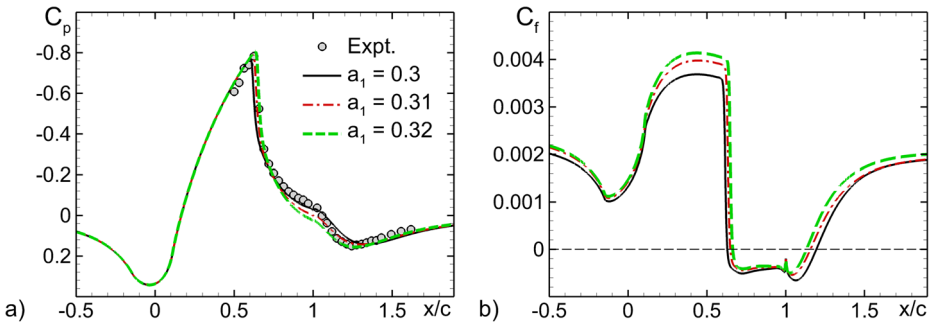 C_p
-0.8
-0.6
-0.4
-0.2
0
0.2
-0.5 0 0.5 1 1.5 x/c
Expt.
a_1 = 0.3
a_1 = 0.31
a_1 = 0.32
a)
C_f
0.004
0.003
0.002
0.001
0
-0.5 0 0.5 1 1.5 x/c
b)